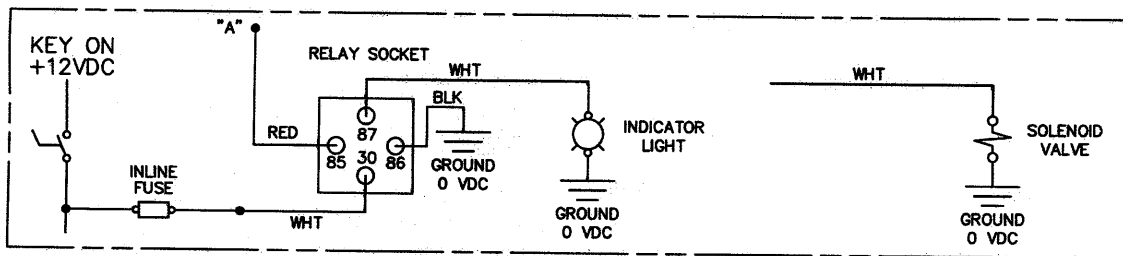 "A"
KEY ON
+12VDC
RELAY SOCKET
WHT
87
BLK
RED
85
30
86
GROUND
0 VDC
INLINE
FUSE
WHT
INDICATOR
LIGHT
GROUND
0 VDC
WHT
SOLENOID
VALVE
GROUND
0 VDC